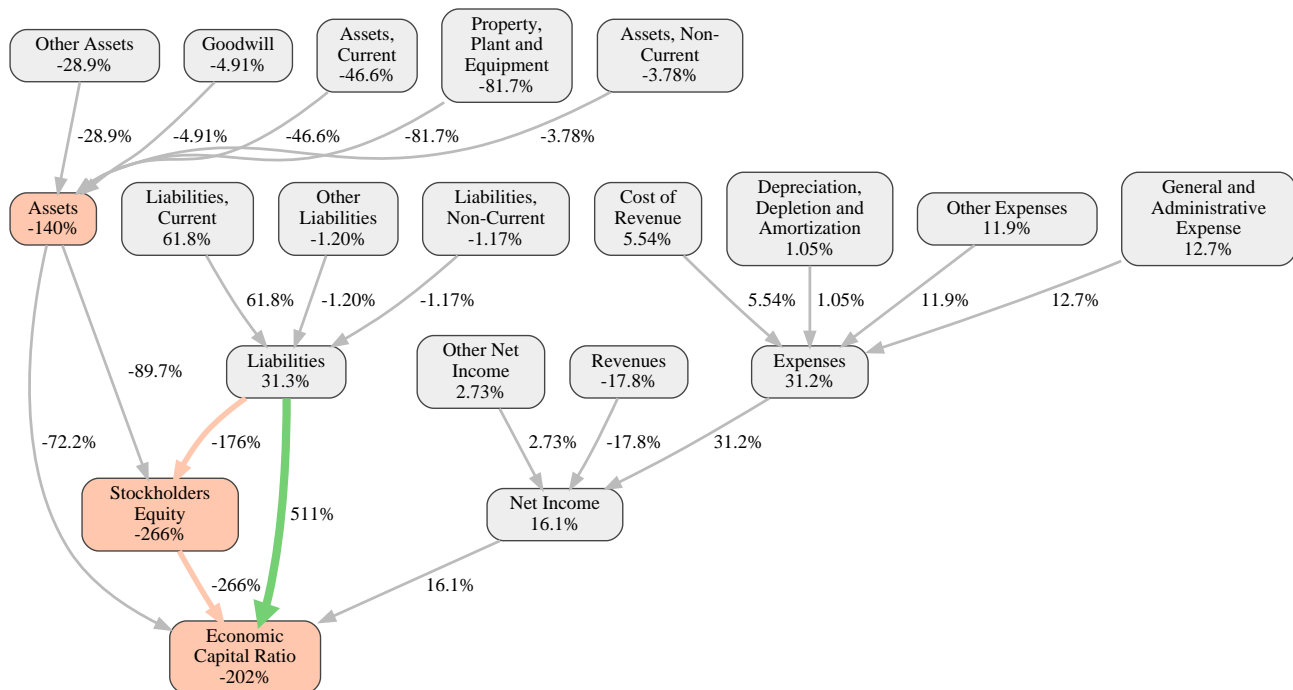 Other Assets
-28.9%
Goodwill
-4.91%
Assets,
Current
-46.6%
Property,
Plant and
Equipment
-81.7%
Assets, Non-
Current
-3.78%
-28.9%
-4.91%
-46.6%
-81.7%
-3.78%
Assets
-140%
Liabilities,
Current
61.8%
Other
Liabilities
-1.20%
Liabilities,
Non-Current
-1.17%
Cost of
Revenue
5.54%
Depreciation,
Depletion and
Amortization
1.05%
Other Expenses
11.9%
General and
Administrative
Expense
12.7%
61.8%
-1.20%
-1.17%
5.54%
1.05%
11.9%
12.7%
-89.7%
Liabilities
31.3%
Other Net
Income
2.73%
Revenues
-17.8%
Expenses
31.2%
-72.2%
-176%
2.73%
-17.8%
31.2%
Stockholders
Equity
-266%
511%
Net Income
16.1%
-266%
16.1%
Economic
Capital Ratio
-202%